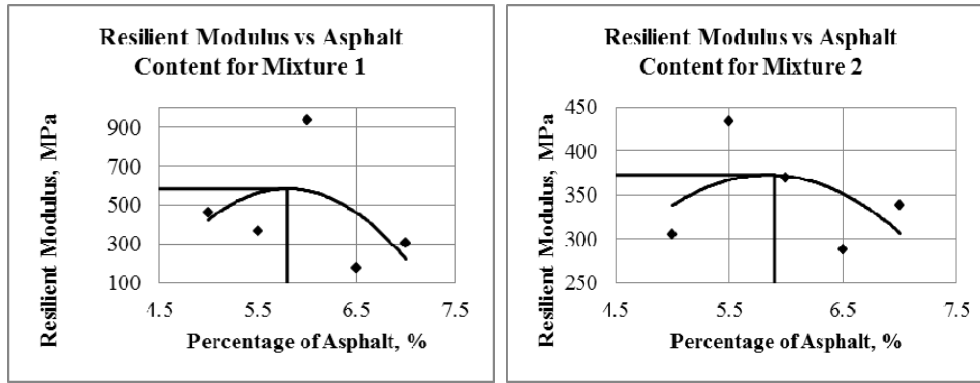 Resilient Modulus vs Asphalt
Content for Mixture 1
Resilient Modulus, MPa
900
700
500
300
100
4.5
5.5
6.5
7.5
Percentage of Asphalt, %
Resilient Modulus vs Asphalt
Content for Mixture 2
Resilient Modulus, MPa
450
400
350
300
250
4.5
5.5
6.5
7.5
Percentage of Asphalt, %